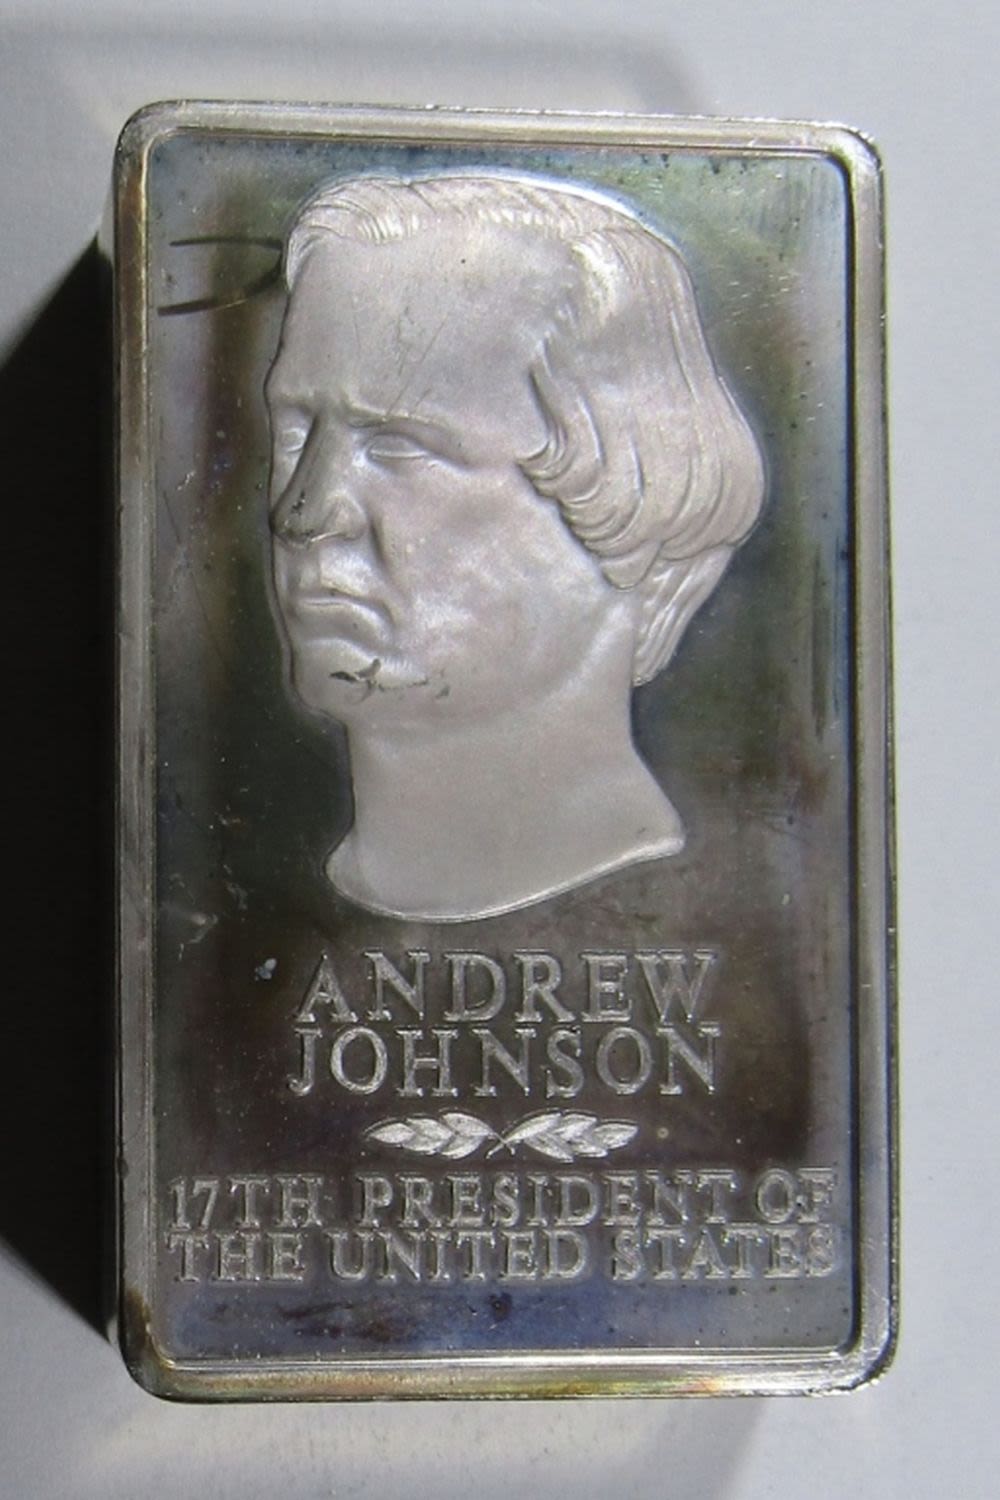 ANDREW
JOHNSON
17TH PRESIDENT OF
THE UNITED STATES